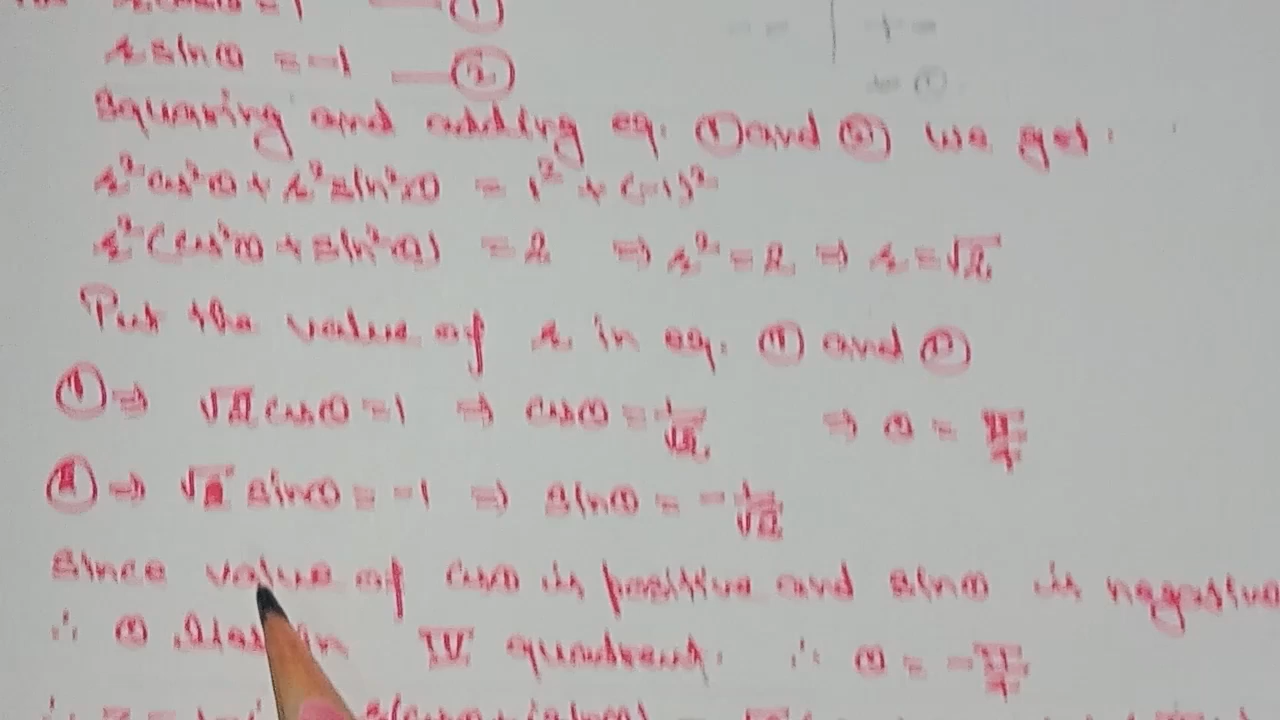 r sinθ = -1 —②
Squaring and adding eq. ① and ② we get.
r²cos²θ + r²sin²θ = 1² + (-1)²
r²(cos²θ + sin²θ) = 2 ⇒ r² = 2 ⇒ r = √2
Put the value of r in eq. ① and ②
① ⇒ √2 cosθ = 1 ⇒ cosθ = 1/√2 ⇒ θ = π/4
② ⇒ √2 sinθ = -1 ⇒ sinθ = -1/√2
Since value of cosθ is positive and sinθ is negative
∴ θ lies in IV quadrant. ∴ θ = -π/4